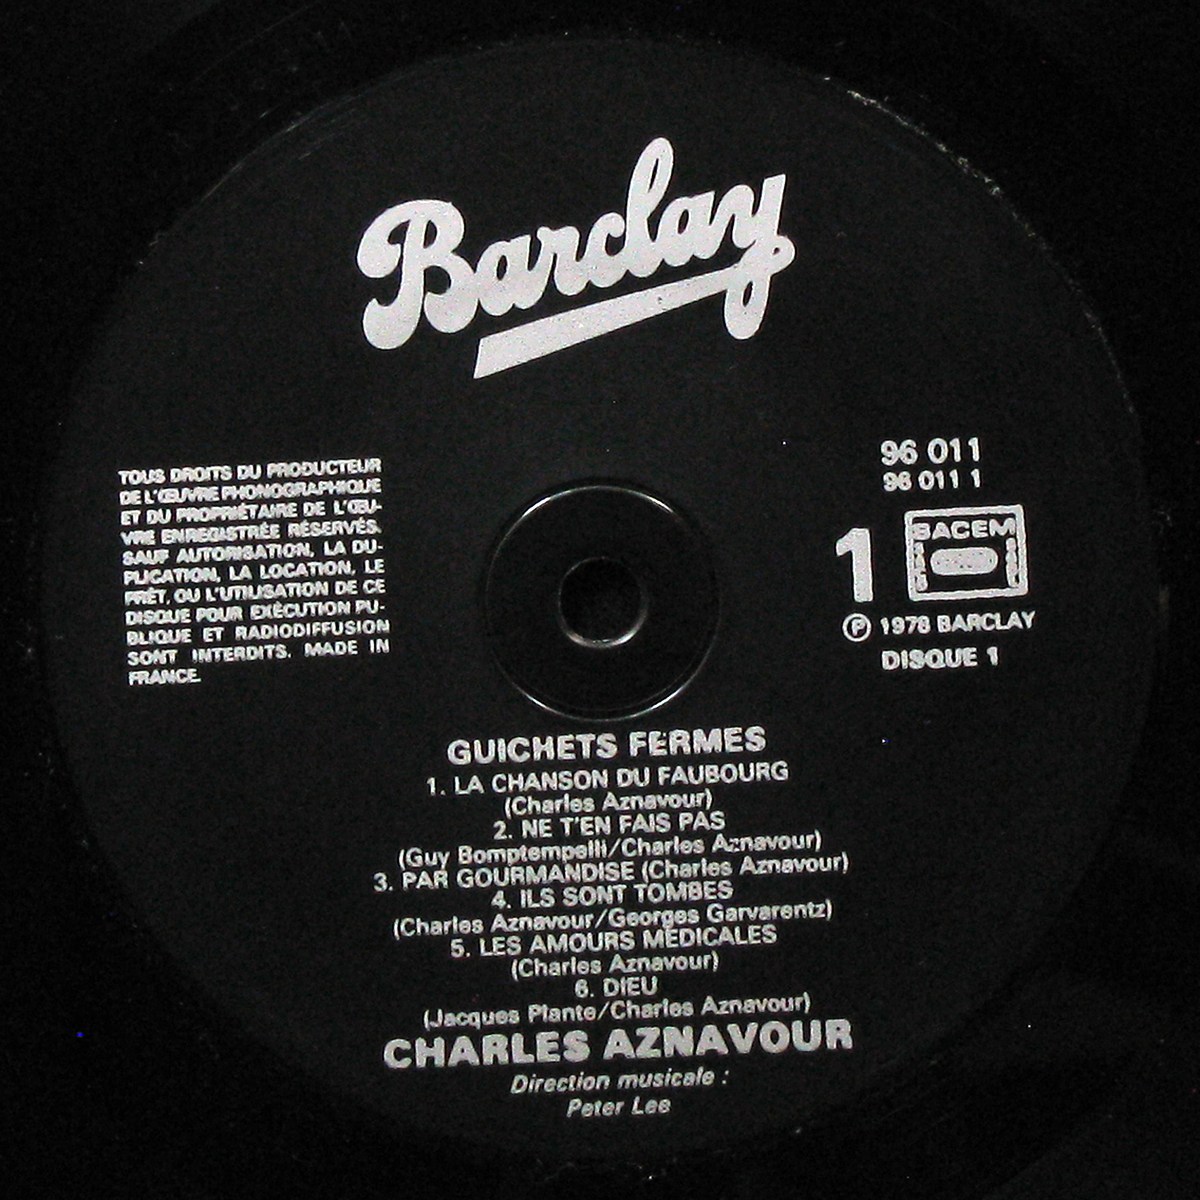 Barclay
TOUS DROITS DU PRODUCTEUR
DE L'ŒUVRE PHONOGRAPHIQUE
ET DU PROPRIÉTAIRE DE L'ŒU-
VRE ENREGISTRÉE RÉSERVÉS.
SAUF AUTORISATION, LA DU-
PLICATION, LA LOCATION, LE
PRÊT, OU L'UTILISATION DE CE
DISQUE POUR EXÉCUTION PU-
BLIQUE ET RADIODIFFUSION
SONT INTERDITS. MADE IN
FRANCE.
96 011
96 011 1
1
SACEM
Ⓟ 1978 BARCLAY
DISQUE 1
GUICHETS FERMES
1. LA CHANSON DU FAUBOURG
(Charles Aznavour)
2. NE T'EN FAIS PAS
(Guy Bomptempelli/Charles Aznavour)
3. PAR GOURMANDISE (Charles Aznavour)
4. ILS SONT TOMBES
(Charles Aznavour/Georges Garvarentz)
5. LES AMOURS MÉDICALES
(Charles Aznavour)
6. DIEU
(Jacques Plante/Charles Aznavour)
CHARLES AZNAVOUR
Direction musicale :
Peter Lee